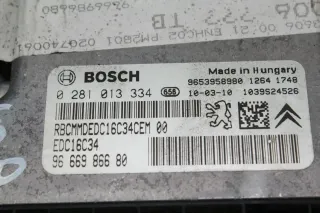 BOSCH
Made in Hungary
9653958980 1264 1748
0 281 013 334 658 10-03-10 1039S24526
RBCMMDEDC16C34CEM 00
EDC16C34
96 669 866 80